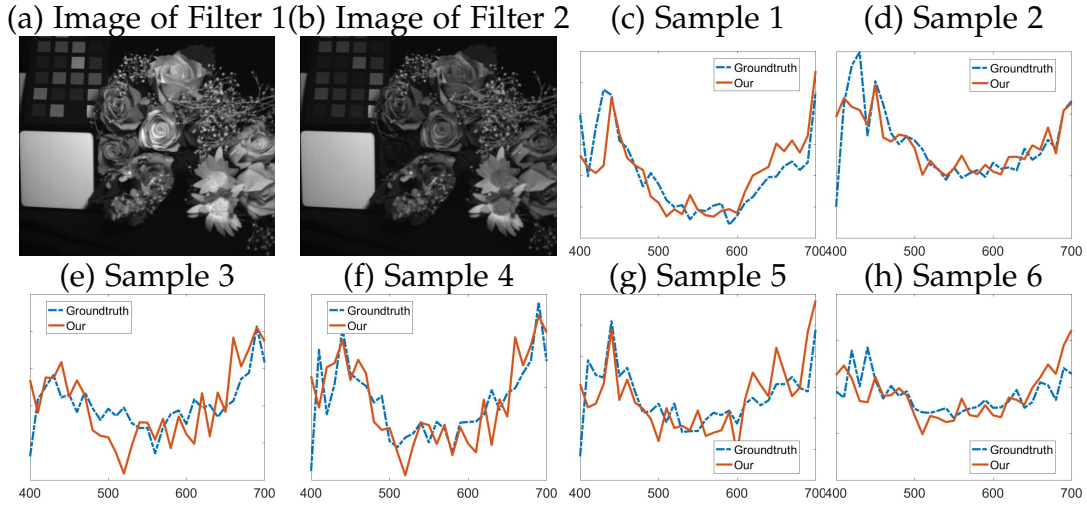 (a) Image of Filter 1
(b) Image of Filter 2
(c) Sample 1
(d) Sample 2
Groundtruth
Our
400
500
600
700
400
500
600
700
Groundtruth
Our
(e) Sample 3
(f) Sample 4
(g) Sample 5
(h) Sample 6
Groundtruth
Our
400
500
600
700
Groundtruth
Our
400
500
600
700
Groundtruth
Our
400
500
600
700
Groundtruth
Our
400
500
600
700